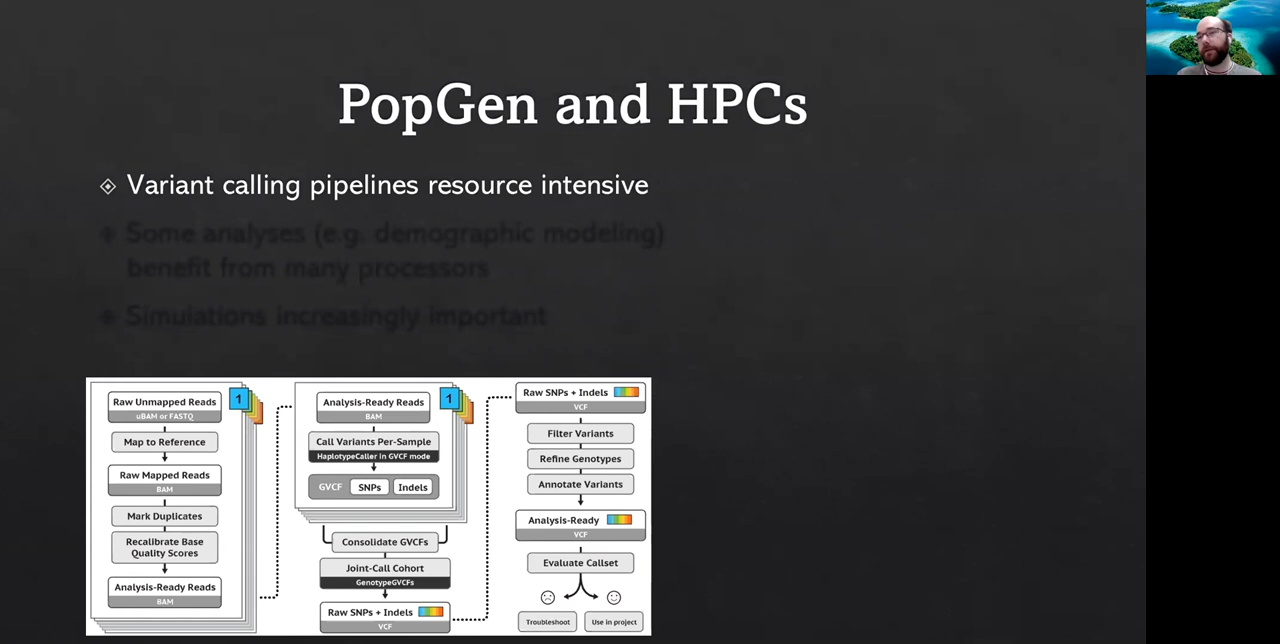 PopGen and HPCs
Variant calling pipelines resource intensive
Some analyses (e.g. demographic modeling)
benefit from many processors
Simulations increasingly important
1
Raw Unmapped Reads
uBAM or FASTQ
Map to Reference
Raw Mapped Reads
BAM
Mark Duplicates
Recalibrate Base
Quality Scores
Analysis-Ready Reads
BAM
1
Analysis-Ready Reads
BAM
Call Variants Per-Sample
HaplotypeCaller in GVCF mode
GVCF SNPs Indels
Consolidate GVCFs
Joint-Call Cohort
GenotypeGVCFs
Raw SNPs + Indels
VCF
Raw SNPs + Indels
VCF
Filter Variants
Refine Genotypes
Annotate Variants
Analysis-Ready
VCF
Evaluate Callset
Troubleshoot Use in project